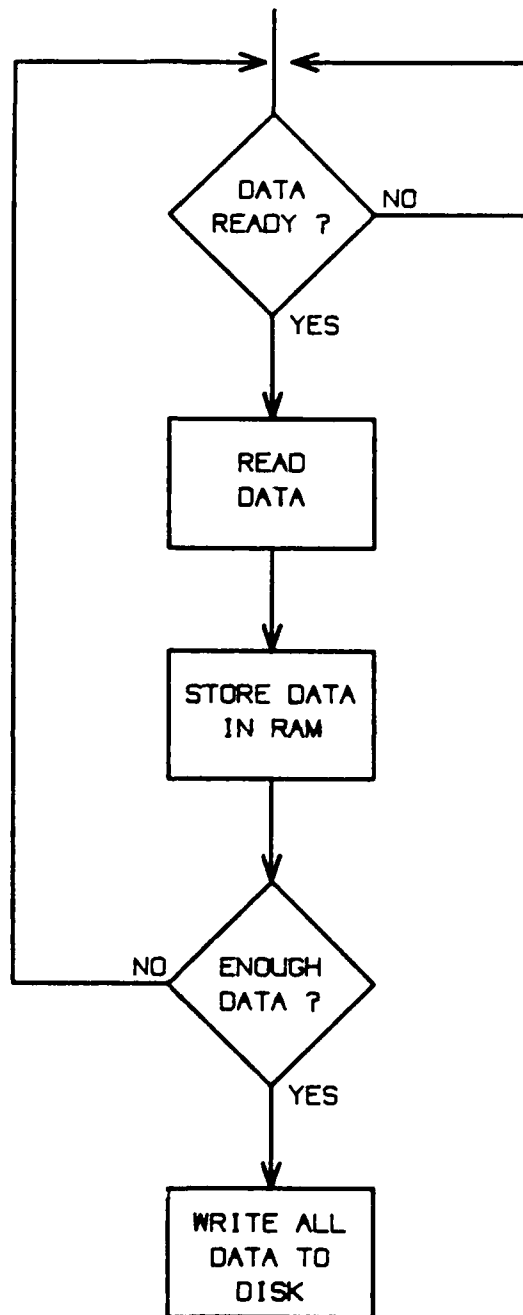 DATA
READY ?
NO
YES
READ
DATA
STORE DATA
IN RAM
NO
ENOUGH
DATA ?
YES
WRITE ALL
DATA TO
DISK